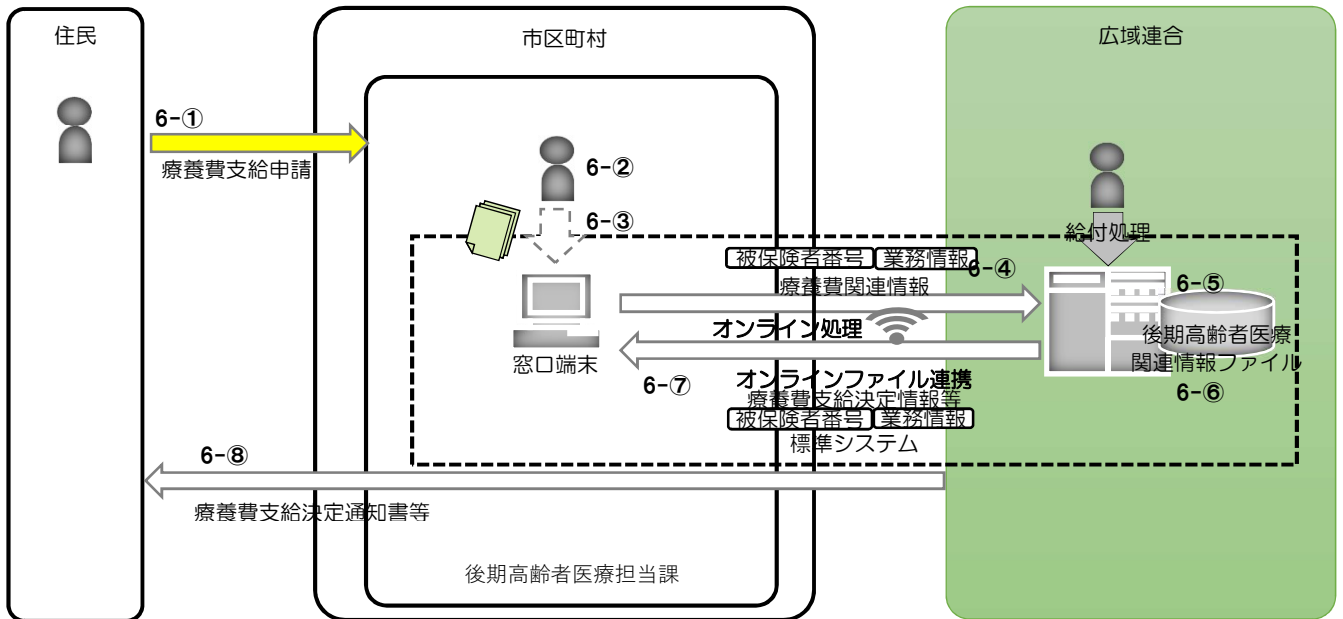 住民
市区町村
広域連合
6-①
療養費支給申請
6-②
6-③
給付処理
被保険者番号 業務情報
6-④
療養費関連情報
6-⑤
オンライン処理
後期高齢者医療
関連情報ファイル
窓口端末
6-⑦
オンラインファイル連携
療養費支給決定情報等
6-⑥
被保険者番号 業務情報
標準システム
6-⑧
療養費支給決定通知書等
後期高齢者医療担当課